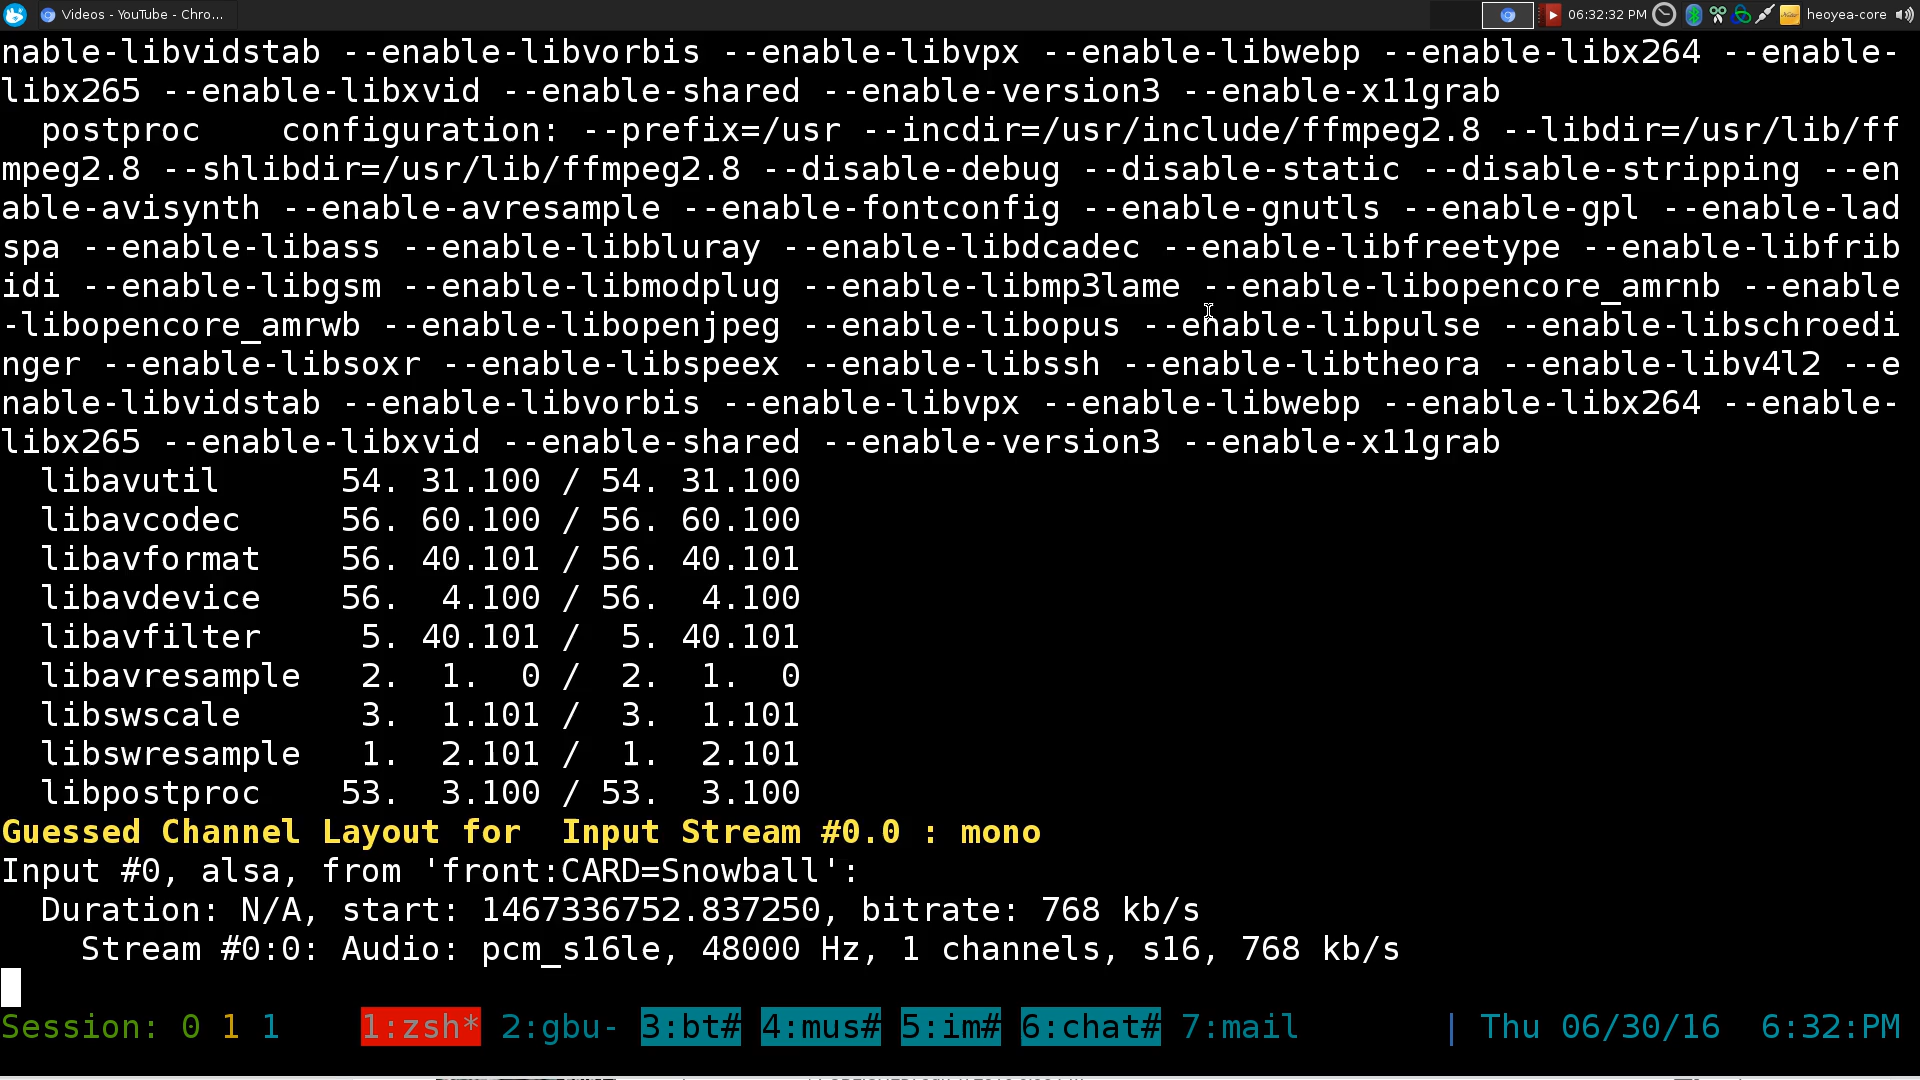 Videos - YouTube - Chro... 06:32:32 PM heoyea-core
nable-libvidstab --enable-libvorbis --enable-libvpx --enable-libwebp --enable-libx264 --enable-
libx265 --enable-libxvid --enable-shared --enable-version3 --enable-x11grab
postproc configuration: --prefix=/usr --incdir=/usr/include/ffmpeg2.8 --libdir=/usr/lib/ff
mpeg2.8 --shlibdir=/usr/lib/ffmpeg2.8 --disable-debug --disable-static --disable-stripping --en
able-avisynth --enable-avresample --enable-fontconfig --enable-gnutls --enable-gpl --enable-lad
spa --enable-libass --enable-libbluray --enable-libdcadec --enable-libfreetype --enable-libfrib
idi --enable-libgsm --enable-libmodplug --enable-libmp3lame --enable-libopencore_amrnb --enable
-libopencore_amrwb --enable-libopenjpeg --enable-libopus --enable-libpulse --enable-libschroedi
nger --enable-libsoxr --enable-libspeex --enable-libssh --enable-libtheora --enable-libv4l2 --e
nable-libvidstab --enable-libvorbis --enable-libvpx --enable-libwebp --enable-libx264 --enable-
libx265 --enable-libxvid --enable-shared --enable-version3 --enable-x11grab
libavutil 54. 31.100 / 54. 31.100
libavcodec 56. 60.100 / 56. 60.100
libavformat 56. 40.101 / 56. 40.101
libavdevice 56. 4.100 / 56. 4.100
libavfilter 5. 40.101 / 5. 40.101
libavresample 2. 1. 0 / 2. 1. 0
libswscale 3. 1.101 / 3. 1.101
libswresample 1. 2.101 / 1. 2.101
libpostproc 53. 3.100 / 53. 3.100
Guessed Channel Layout for Input Stream #0.0 : mono
Input #0, alsa, from 'front:CARD=Snowball':
Duration: N/A, start: 1467336752.837250, bitrate: 768 kb/s
Stream #0:0: Audio: pcm_s16le, 48000 Hz, 1 channels, s16, 768 kb/s
Session: 0 1 1 1:zsh* 2:gbu- 3:bt# 4:mus# 5:im# 6:chat# 7:mail | Thu 06/30/16 6:32:PM